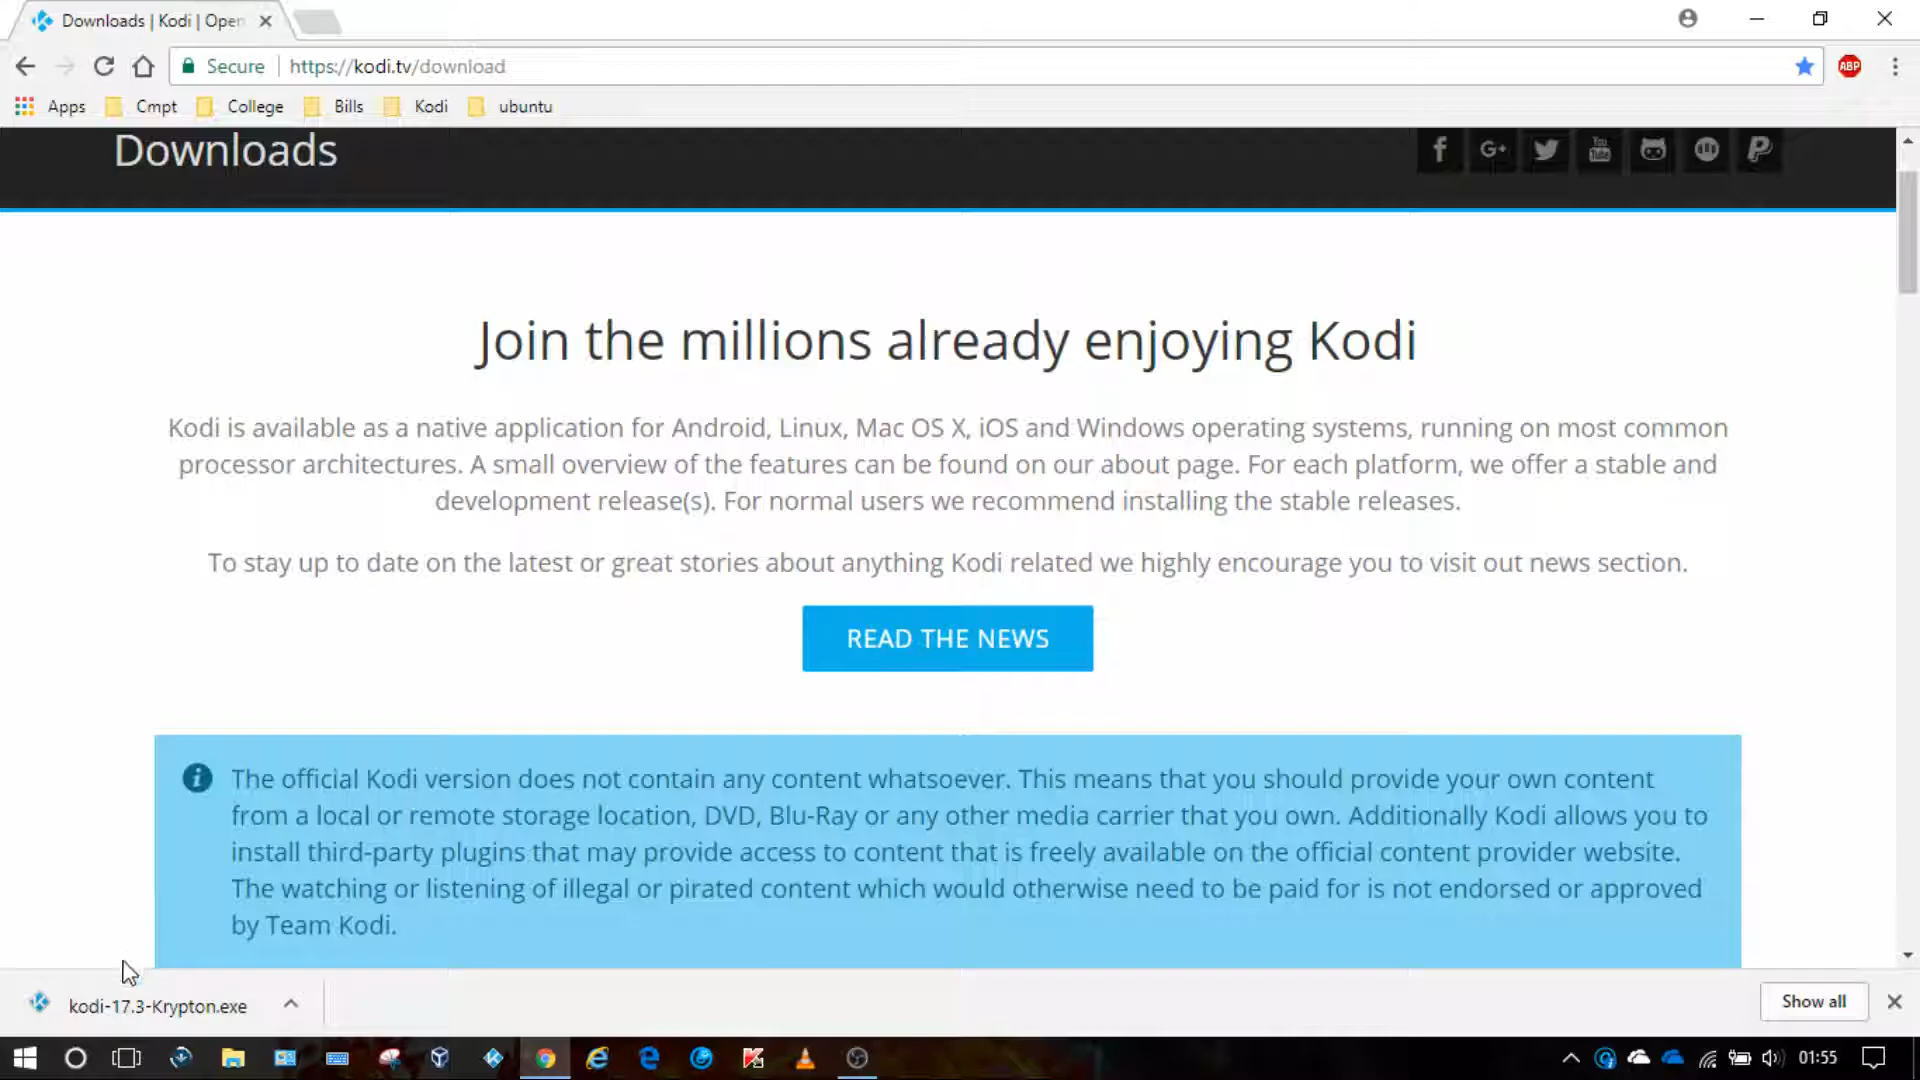 Downloads | Kodi | Open
Secure
https://kodi.tv/download
ABP
Apps
Cmpt
College
Bills
Kodi
ubuntu
Downloads
f
G+
You
Tube
Join the millions already enjoying Kodi
Kodi is available as a native application for Android, Linux, Mac OS X, iOS and Windows operating systems, running on most common
processor architectures. A small overview of the features can be found on our about page. For each platform, we offer a stable and
development release(s). For normal users we recommend installing the stable releases.
To stay up to date on the latest or great stories about anything Kodi related we highly encourage you to visit out news section.
READ THE NEWS
The official Kodi version does not contain any content whatsoever. This means that you should provide your own content
from a local or remote storage location, DVD, Blu-Ray or any other media carrier that you own. Additionally Kodi allows you to
install third-party plugins that may provide access to content that is freely available on the official content provider website.
The watching or listening of illegal or pirated content which would otherwise need to be paid for is not endorsed or approved
by Team Kodi.
kodi-17.3-Krypton.exe
Show all
01:55